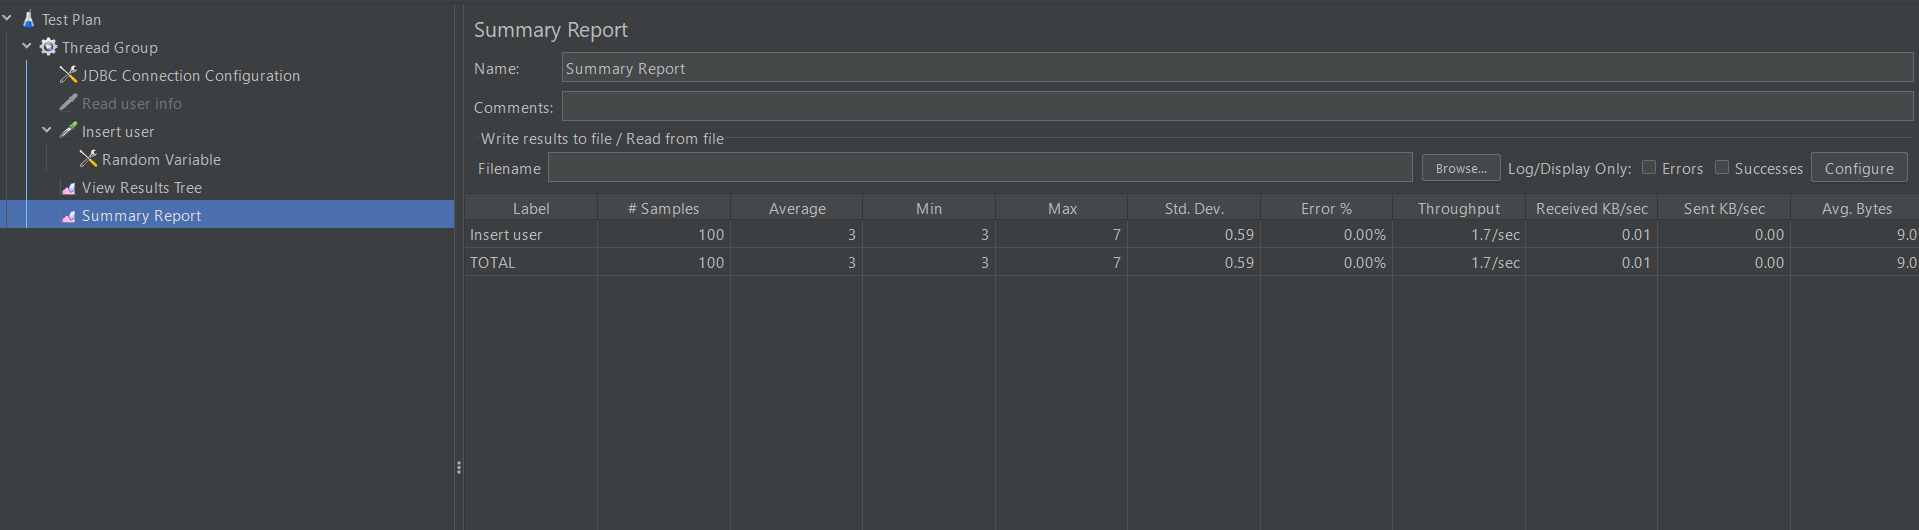 Test Plan
Thread Group
JDBC Connection Configuration
Read user info
Insert user
Random Variable
View Results Tree
Summary Report
Summary Report
Name: Summary Report
Comments:
Write results to file / Read from file
Filename Browse... Log/Display Only: Errors Successes Configure
Label # Samples Average Min Max Std. Dev. Error % Throughput Received KB/sec Sent KB/sec Avg. Bytes
Insert user 100 3 3 7 0.59 0.00% 1.7/sec 0.01 0.00 9.0
TOTAL 100 3 3 7 0.59 0.00% 1.7/sec 0.01 0.00 9.0